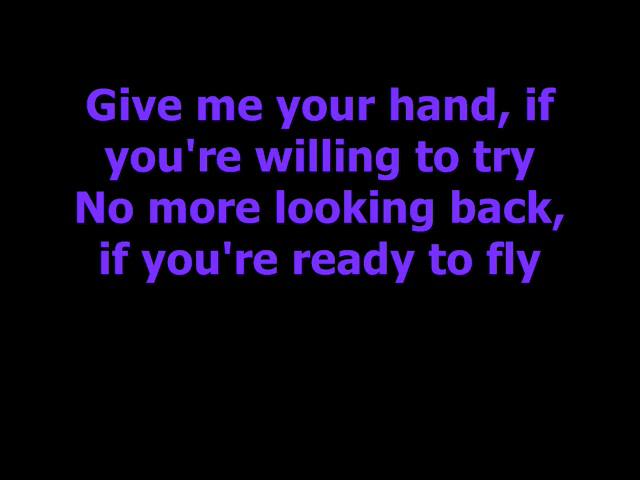 Give me your hand, if
you're willing to try
No more looking back,
if you're ready to fly